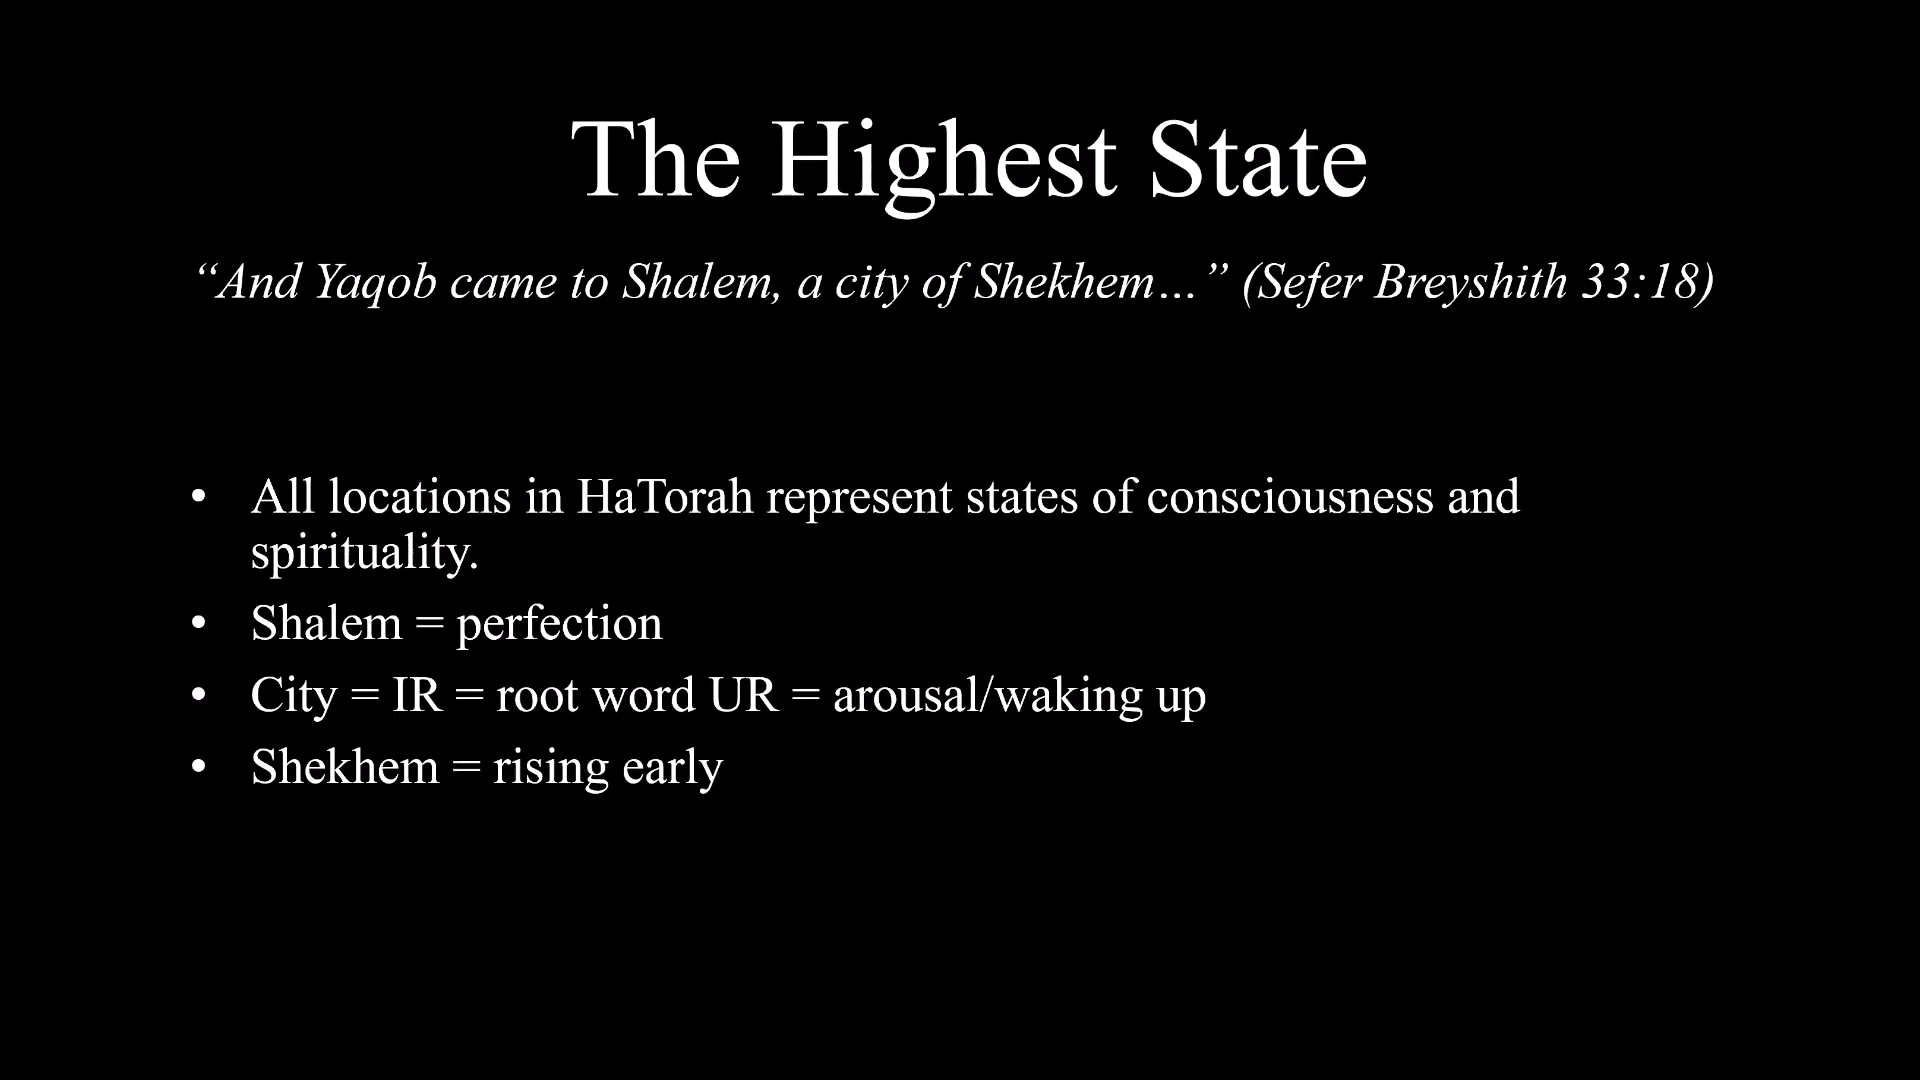 The Highest State
“And Yaqob came to Shalem, a city of Shekhem…” (Sefer Breyshith 33:18)
• All locations in HaTorah represent states of consciousness and
spirituality.
• Shalem = perfection
• City = IR = root word UR = arousal/waking up
• Shekhem = rising early